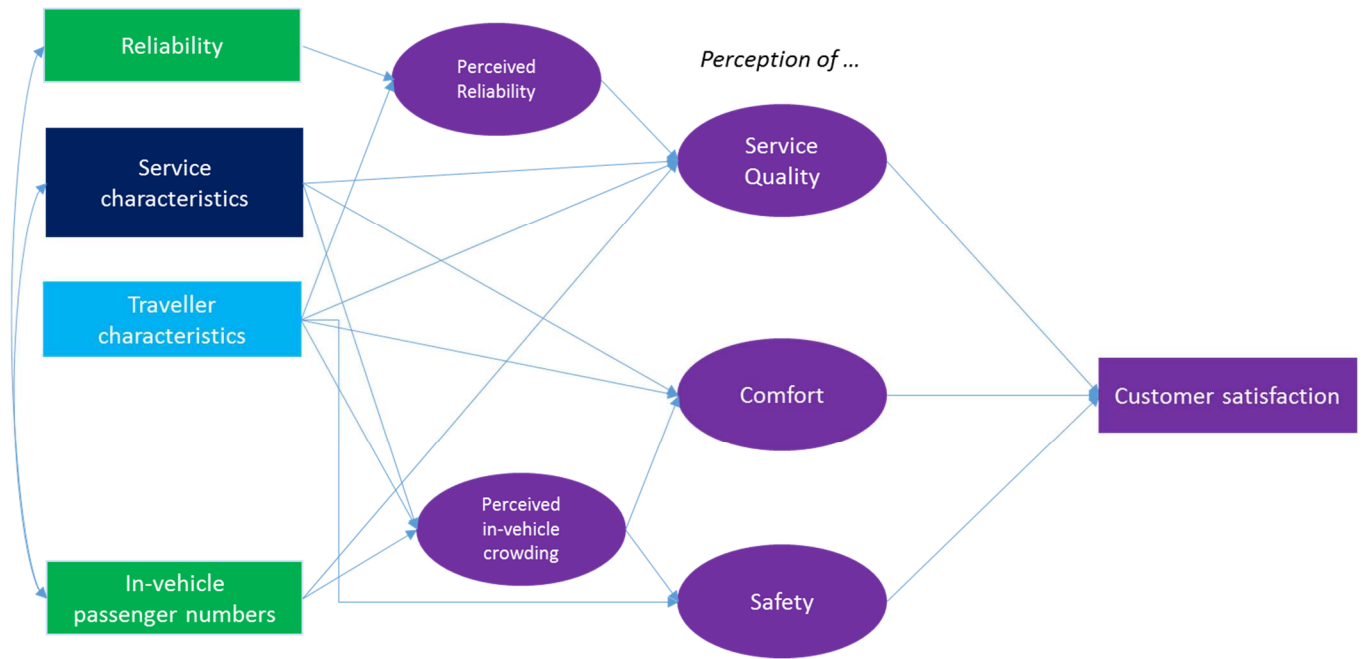 Reliability
Perceived
Reliability
Perception of ...
Service
characteristics
Service
Quality
Traveller
characteristics
Comfort
Customer satisfaction
Perceived
in-vehicle
crowding
In-vehicle
passenger numbers
Safety